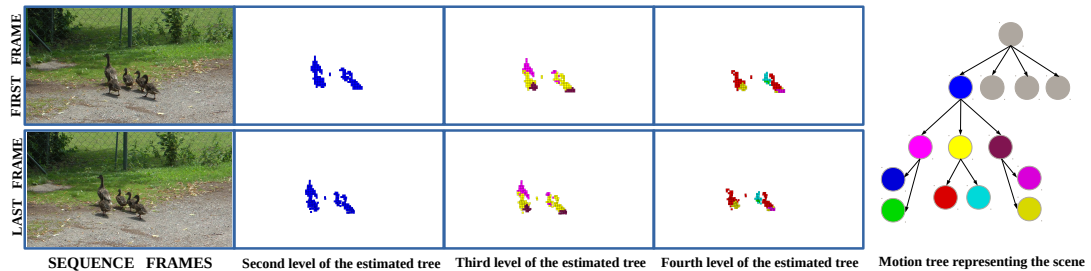 FIRST FRAME
LAST FRAME
SEQUENCE FRAMES
Second level of the estimated tree
Third level of the estimated tree
Fourth level of the estimated tree
Motion tree representing the scene